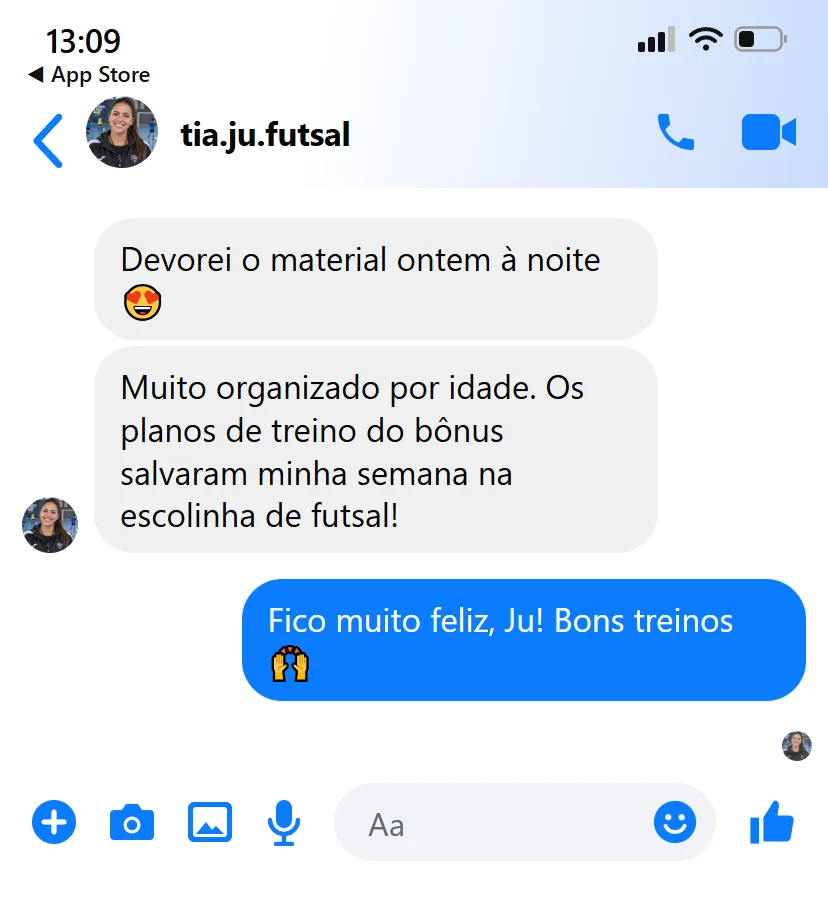 13:09
◀ App Store
tia.ju.futsal
Devorei o material ontem à noite
😍
Muito organizado por idade. Os
planos de treino do bônus
salvaram minha semana na
escolinha de futsal!
Fico muito feliz, Ju! Bons treinos
🙌
Aa